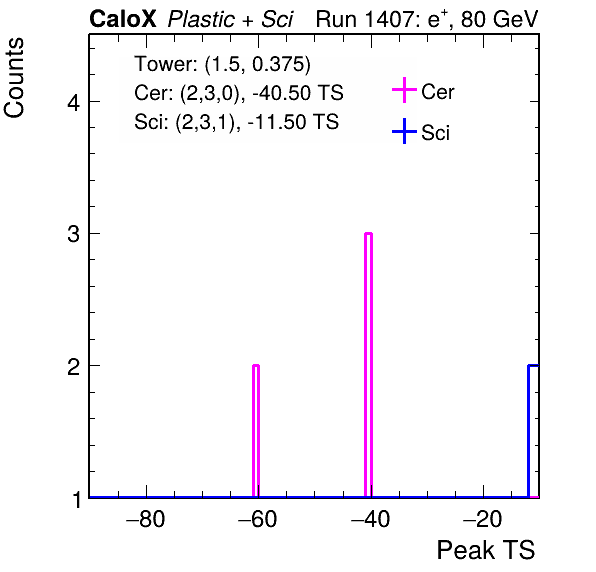 CaloX Plastic + Sci Run 1407: e+, 80 GeV
Counts
Tower: (1.5, 0.375)
Cer: (2,3,0), -40.50 TS
Sci: (2,3,1), -11.50 TS
Cer
Sci
4
3
2
1
−80 −60 −40 −20
Peak TS